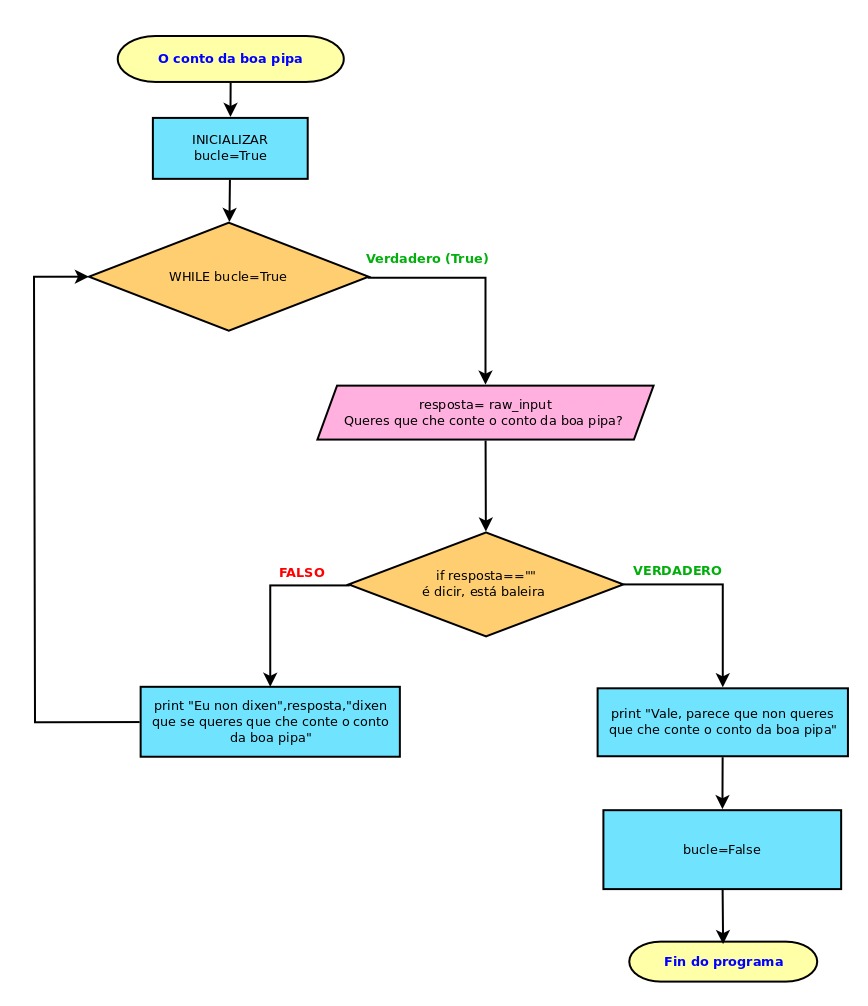 O conto da boa pipa
INICIALIZAR
bucle=True
WHILE bucle=True
Verdadero (True)
resposta= raw_input
Queres que che conte o conto da boa pipa?
if resposta==""
é dicir, está baleira
FALSO
VERDADERO
print "Eu non dixen",resposta,"dixen
que se queres que che conte o conto
da boa pipa"
print "Vale, parece que non queres
que che conte o conto da boa pipa"
bucle=False
Fin do programa